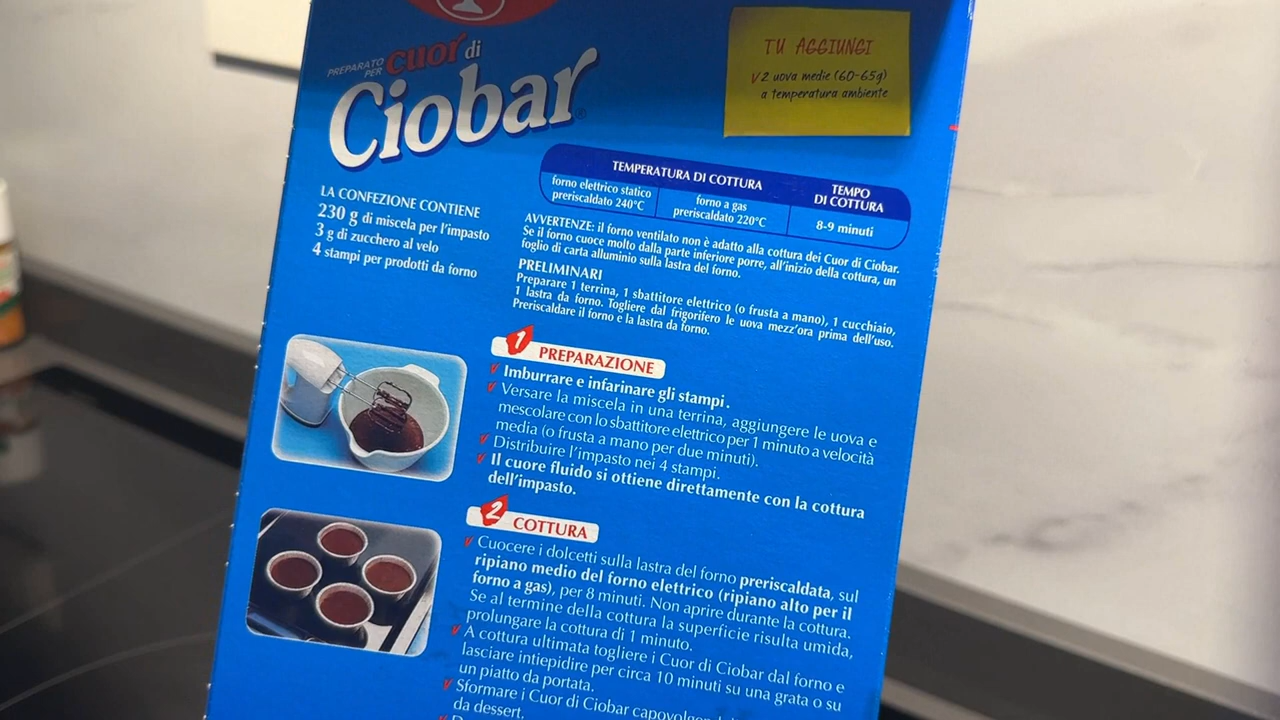 PREPARATO
PER cuor di
Ciobar®
TU AGGIUNGI
2 uova medie (60-65g)
a temperatura ambiente
LA CONFEZIONE CONTIENE
230 g di miscela per l'impasto
3 g di zucchero al velo
4 stampi per prodotti da forno
TEMPERATURA DI COTTURA
TEMPO
DI COTTURA
forno elettrico statico
preriscaldato 240°C
forno a gas
preriscaldato 220°C
8-9 minuti
AVVERTENZE: il forno ventilato non è adatto alla cottura dei Cuor di Ciobar.
Se il forno cuoce molto dalla parte inferiore porre, all'inizio della cottura, un
foglio di carta alluminio sulla lastra del forno.
PRELIMINARI
Preparare 1 terrina, 1 sbattitore elettrico (o frusta a mano), 1 cucchiaio,
1 lastra da forno. Togliere dal frigorifero le uova mezz'ora prima dell'uso.
Preriscaldare il forno e la lastra da forno.
1 PREPARAZIONE
Imburrare e infarinare gli stampi.
Versare la miscela in una terrina, aggiungere le uova e
mescolare con lo sbattitore elettrico per 1 minuto a velocità
media (o frusta a mano per due minuti).
Distribuire l'impasto nei 4 stampi.
Il cuore fluido si ottiene direttamente con la cottura
dell'impasto.
2 COTTURA
Cuocere i dolcetti sulla lastra del forno preriscaldata, sul
ripiano medio del forno elettrico (ripiano alto per il
forno a gas), per 8 minuti. Non aprire durante la cottura.
Se al termine della cottura la superficie risulta umida,
prolungare la cottura di 1 minuto.
A cottura ultimata togliere i Cuor di Ciobar dal forno e
lasciare intiepidire per circa 10 minuti su una grata o su
un piatto da portata.
Sformare i Cuor di Ciobar
da dessert.